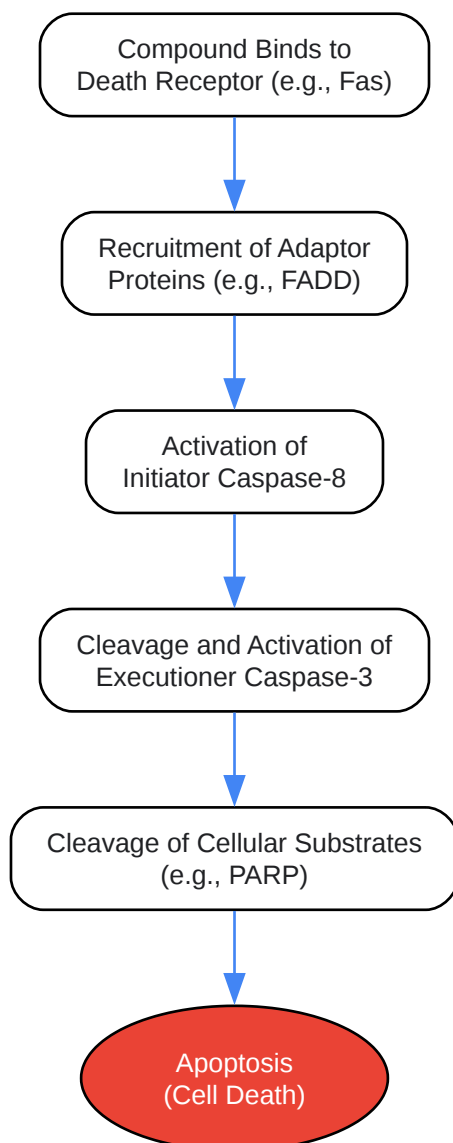 Compound Binds to
Death Receptor (e.g., Fas)
Recruitment of Adaptor
Proteins (e.g., FADD)
Activation of
Initiator Caspase-8
Cleavage and Activation of
Executioner Caspase-3
Cleavage of Cellular Substrates
(e.g., PARP)
Apoptosis
(Cell Death)